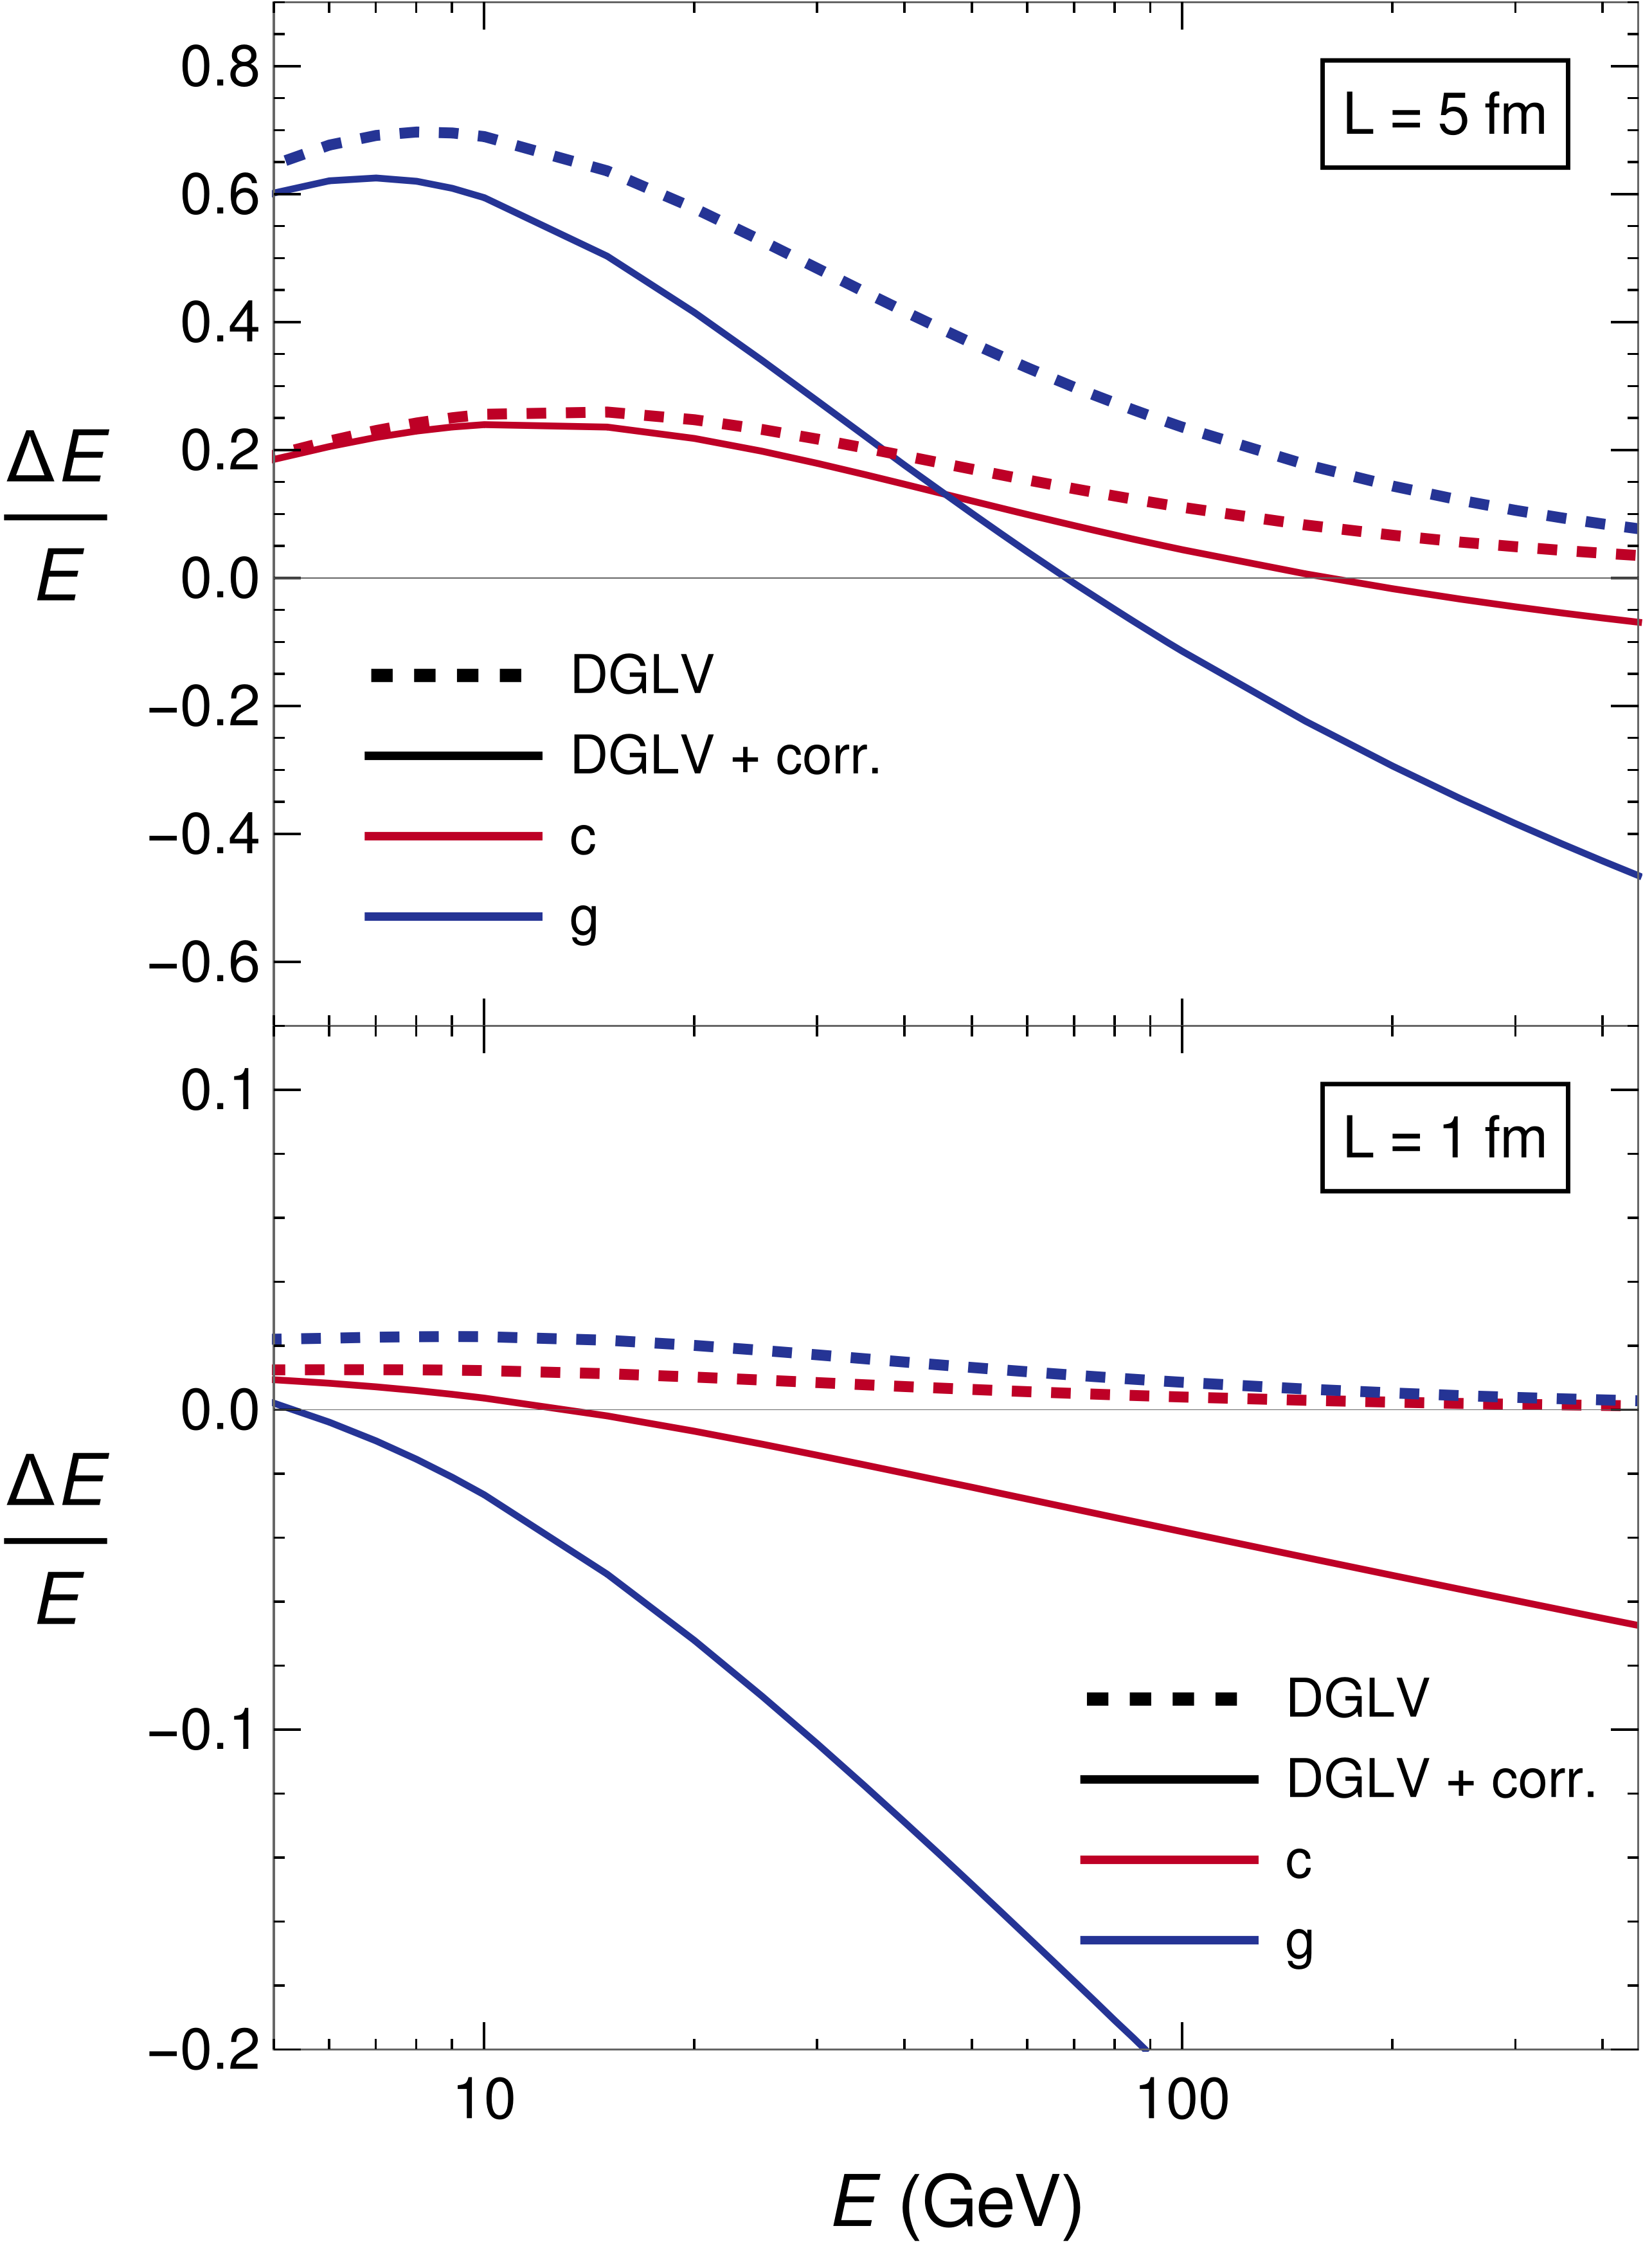 0.8
L = 5 fm
0.6
0.4
0.2
ΔE
E
0.0
DGLV
−0.2
DGLV + corr.
−0.4
c
g
−0.6
0.1
L = 1 fm
0.0
ΔE
E
DGLV
−0.1
DGLV + corr.
c
g
−0.2
10
100
E (GeV)